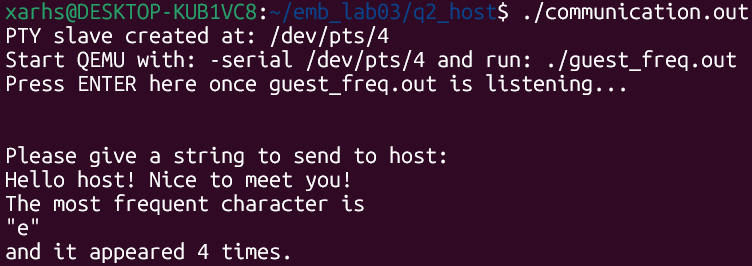 xarhs@DESKTOP-KUB1VC8:~/emb_lab03/q2_host$ ./communication.out
PTY slave created at: /dev/pts/4
Start QEMU with: -serial /dev/pts/4 and run: ./guest_freq.out
Press ENTER here once guest_freq.out is listening...
Please give a string to send to host:
Hello host! Nice to meet you!
The most frequent character is
"e"
and it appeared 4 times.